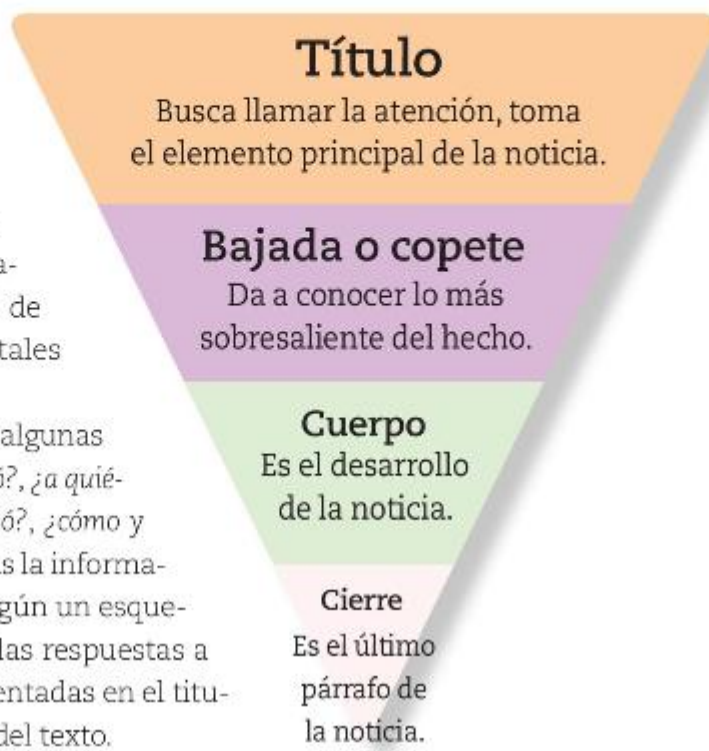 Título
Busca llamar la atención, toma
el elemento principal de la noticia.
Bajada o copete
Da a conocer lo más
sobresaliente del hecho.
Cuerpo
Es el desarrollo
de la noticia.
Cierre
Es el último
párrafo de
la noticia.
a-
de
tales
algunas
ó?, ¿a quié-
ó?, ¿cómo y
s la informa-
gún un esque-
las respuestas a
entadas en el titu-
del texto.